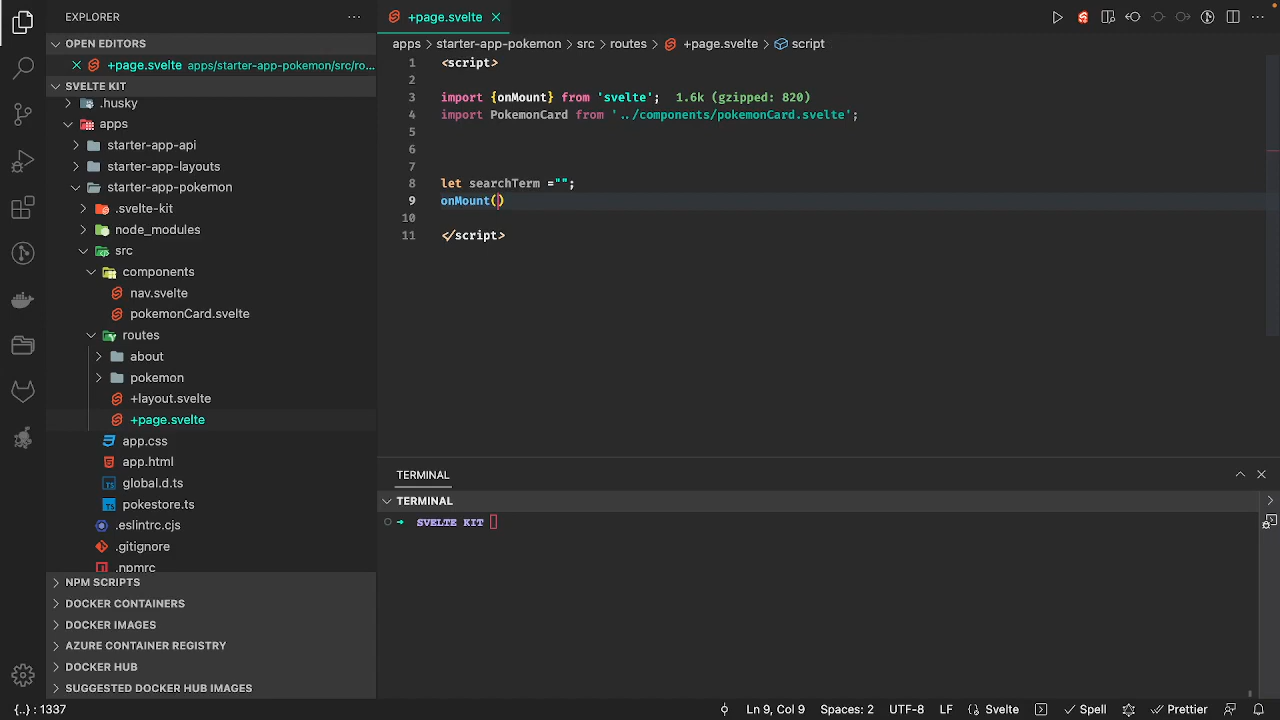 EXPLORER
OPEN EDITORS
+page.svelte apps/starter-app-pokemon/src/ro...
SVELTE KIT
.husky
apps
starter-app-api
starter-app-layouts
starter-app-pokemon
.svelte-kit
node_modules
src
components
nav.svelte
pokemonCard.svelte
routes
about
pokemon
+layout.svelte
+page.svelte
app.css
app.html
global.d.ts
pokestore.ts
.eslintrc.cjs
.gitignore
.npmrc
NPM SCRIPTS
DOCKER CONTAINERS
DOCKER IMAGES
AZURE CONTAINER REGISTRY
DOCKER HUB
SUGGESTED DOCKER HUB IMAGES
+page.svelte
apps > starter-app-pokemon > src > routes > +page.svelte > script
1 <script>
2
3 import {onMount} from 'svelte'; 1.6k (gzipped: 820)
4 import PokemonCard from '../components/pokemonCard.svelte';
5
6
7
8 let searchTerm ="";
9 onMount()
10
11 </script>
TERMINAL
TERMINAL
SVELTE KIT
{..} : 1337
Ln 9, Col 9 Spaces: 2 UTF-8 LF Svelte Spell Prettier